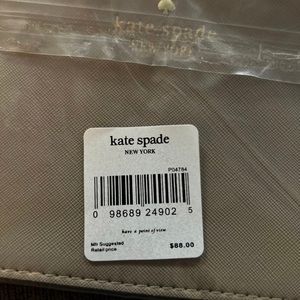 kate spade
NEW YORK
kate spade
NEW YORK
P04784
0 98689 24902 5
have a point of view
Mfr Suggested
Retail price
$88.00